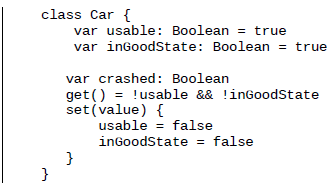 class Car {
    var usable: Boolean = true
    var inGoodState: Boolean = true

   var crashed: Boolean
   get() = !usable && !inGoodState
   set(value) {
       usable = false
       inGoodState = false
   }
}